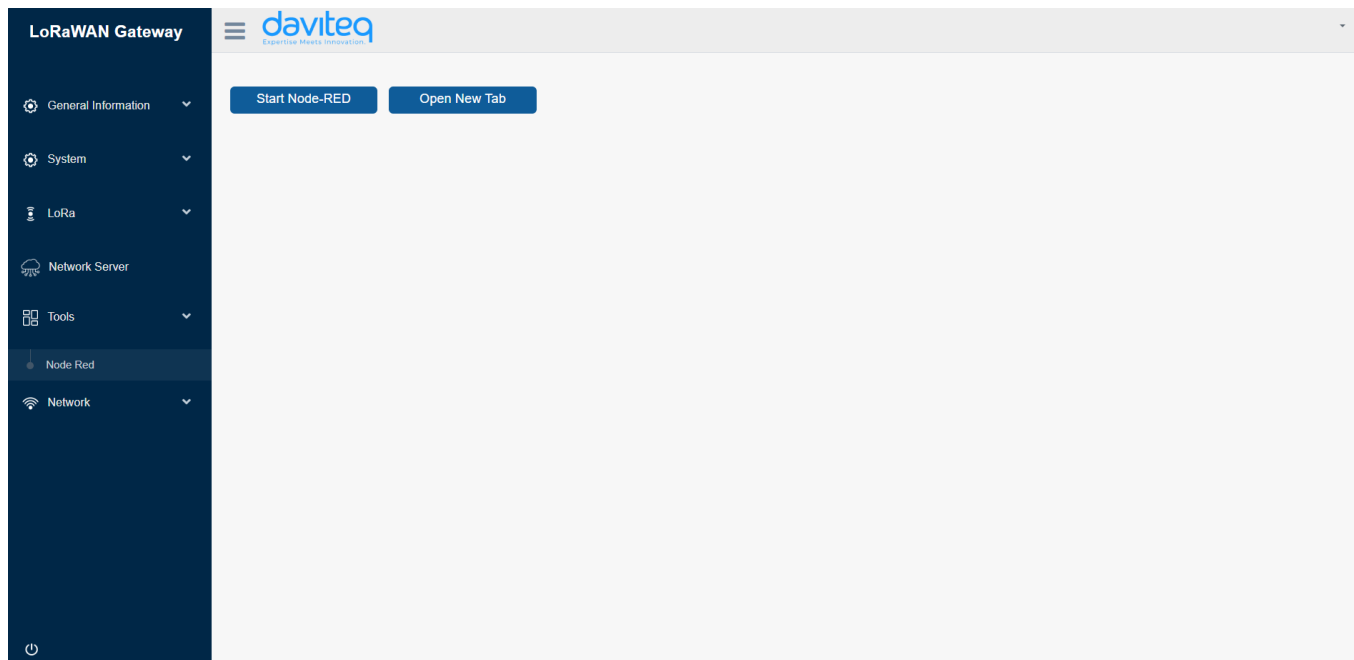 LoRaWAN Gateway
daviteq
Expertise Meets Innovation.
General Information
System
LoRa
Network Server
Tools
Node Red
Network
Start Node-RED
Open New Tab